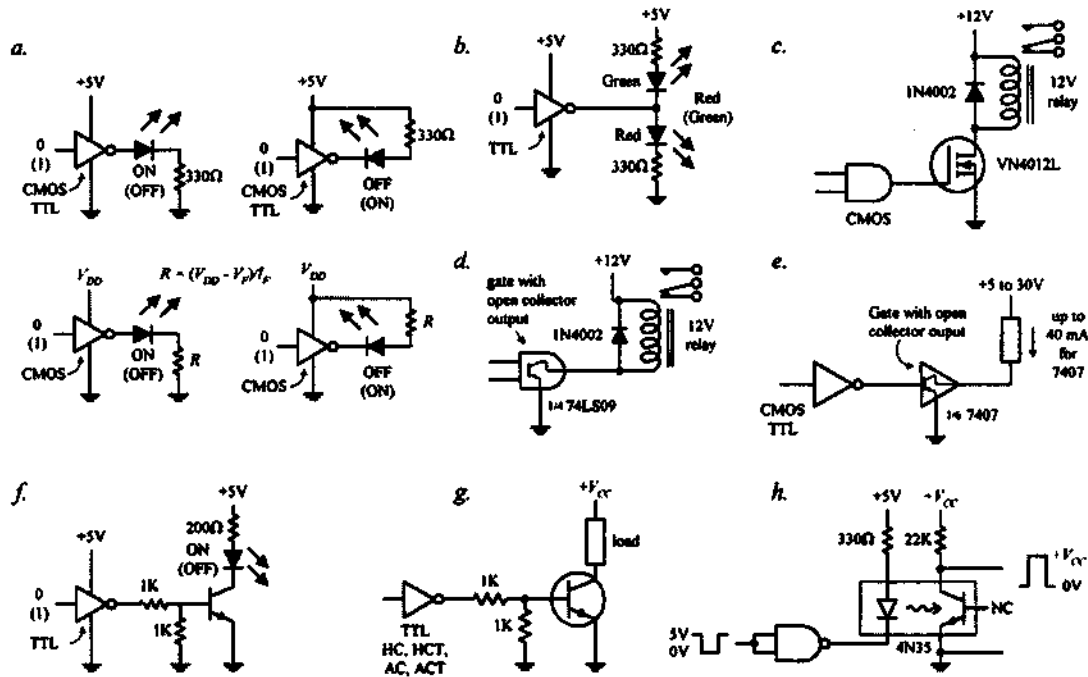 a.
+5V
0
(1)
CMOS
TTL
ON
(OFF)
330Ω
+5V
0
(1)
CMOS
TTL
OFF
(ON)
330Ω
V_DD
R = (V_DD - V_F)/I_F
0
(1)
CMOS
ON
(OFF)
R
V_DD
0
(1)
CMOS
OFF
(ON)
R
b.
+5V
+5V
330Ω
Green
0
(1)
TTL
Red
(Green)
Red
330Ω
c.
+12V
1N4002
12V
relay
VN4012L
CMOS
d.
gate with
open collector
output
+12V
1N4002
12V
relay
1/4 74LS09
e.
Gate with open
collector ouput
+5 to 30V
up to
40 mA
for
7407
CMOS
TTL
1/6 7407
f.
+5V
+5V
200Ω
ON
(OFF)
0
(1)
1K
1K
TTL
g.
+V_CC
load
1K
1K
TTL
HC, HCT,
AC, ACT
h.
+5V
+V_CC
330Ω
22K
+V_CC
0V
NC
4N35
5V
0V